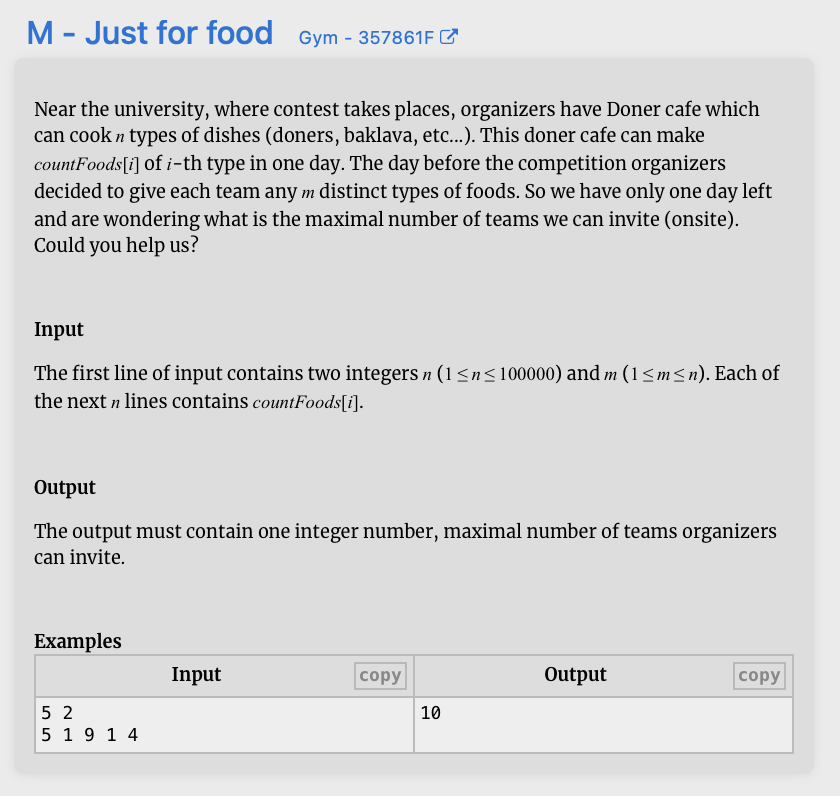 M - Just for food Gym - 357861F
Near the university, where contest takes places, organizers have Doner cafe which
can cook n types of dishes (doners, baklava, etc...). This doner cafe can make
countFoods[i] of i-th type in one day. The day before the competition organizers
decided to give each team any m distinct types of foods. So we have only one day left
and are wondering what is the maximal number of teams we can invite (onsite).
Could you help us?
Input
The first line of input contains two integers n (1 ≤ n ≤ 100000) and m (1 ≤ m ≤ n). Each of
the next n lines contains countFoods[i].
Output
The output must contain one integer number, maximal number of teams organizers
can invite.
Examples
Input copy Output copy
5 2 10
5 1 9 1 4